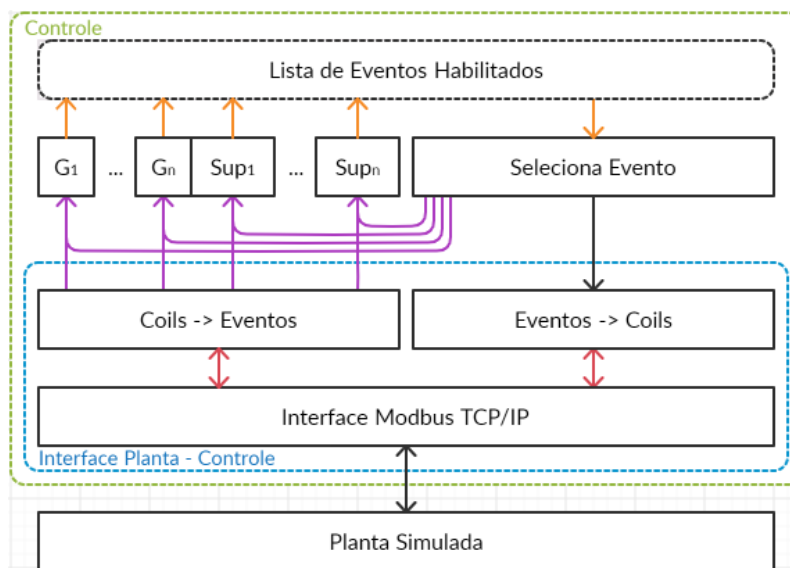 Controle
Lista de Eventos Habilitados
G1 ... Gn Sup1 ... Supn Seleciona Evento
Coils -> Eventos Eventos -> Coils
Interface Modbus TCP/IP
Interface Planta - Controle
Planta Simulada